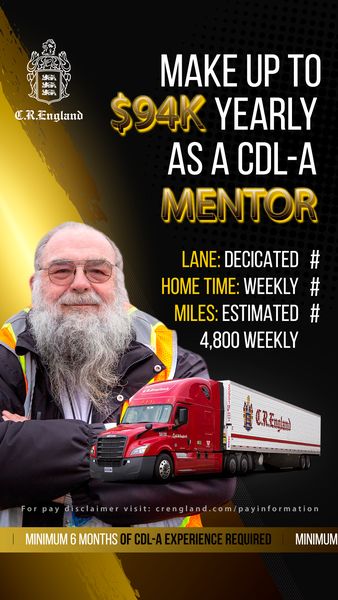 C.R.England
MAKE UP TO
$94K YEARLY
AS A CDL-A
MENTOR
LANE: DECICATED #
HOME TIME: WEEKLY #
MILES: ESTIMATED #
4,800 WEEKLY
C.R.England
For pay disclaimer visit: crengland.com/payinformation
| MINIMUM 6 MONTHS OF CDL-A EXPERIENCE REQUIRED | MINIMUM